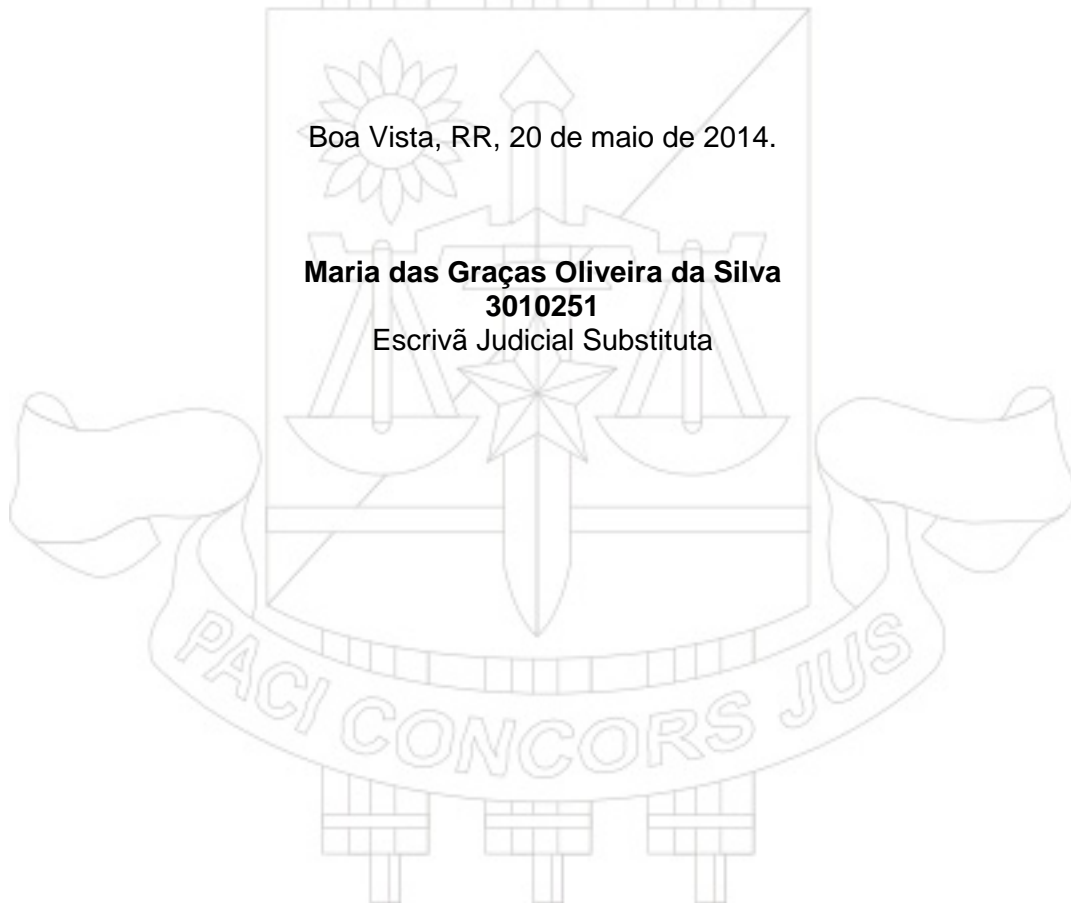 Boa Vista, RR, 20 de maio de 2014.
Maria das Graças Oliveira da Silva
3010251
Escrivã Judicial Substituta
PACI CONCORS JUS